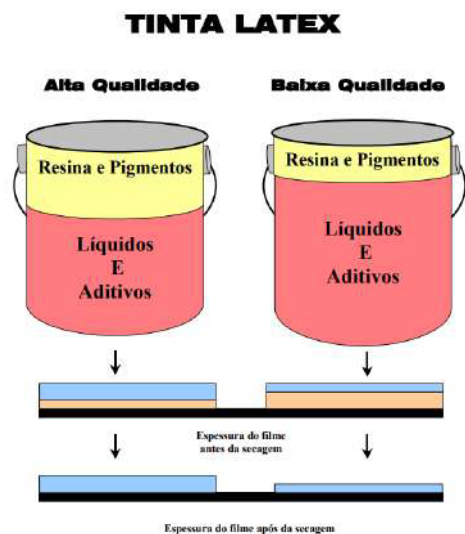 TINTA LATEX
Alta Qualidade
Baixa Qualidade
Resina e Pigmentos
Líquidos
E
Aditivos
Resina e Pigmentos
Líquidos
E
Aditivos
Espessura do filme
antes da secagem
Espessura do filme após da secagem